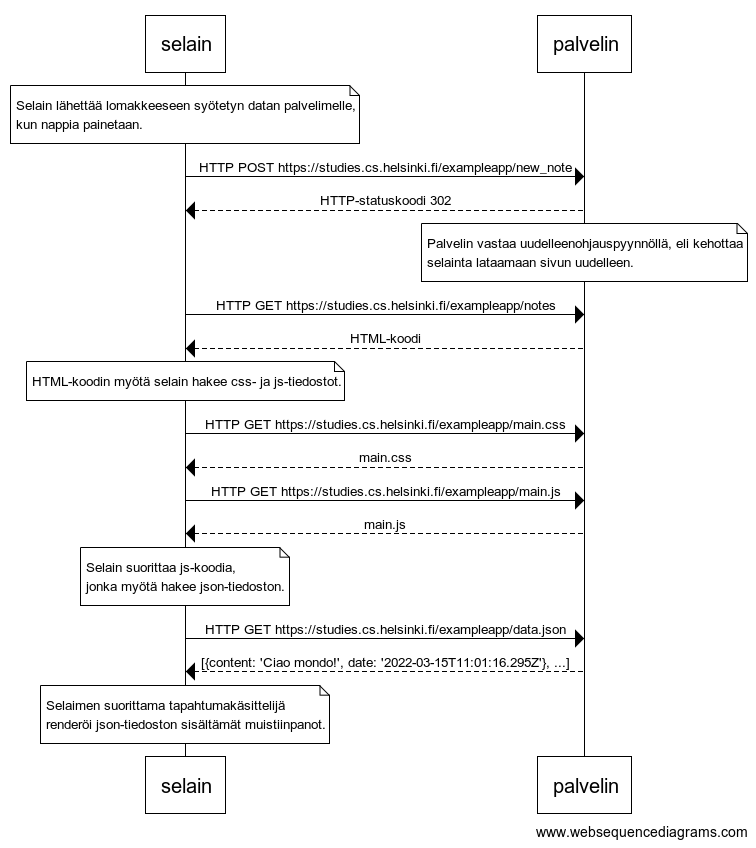 selain
palvelin
Selain lähettää lomakkeeseen syötetyn datan palvelimelle,
kun nappia painetaan.
HTTP POST https://studies.cs.helsinki.fi/exampleapp/new_note
HTTP-statuskoodi 302
Palvelin vastaa uudelleenohjauspyynnöllä, eli kehottaa
selainta lataamaan sivun uudelleen.
HTTP GET https://studies.cs.helsinki.fi/exampleapp/notes
HTML-koodi
HTML-koodin myötä selain hakee css- ja js-tiedostot.
HTTP GET https://studies.cs.helsinki.fi/exampleapp/main.css
main.css
HTTP GET https://studies.cs.helsinki.fi/exampleapp/main.js
main.js
Selain suorittaa js-koodia,
jonka myötä hakee json-tiedoston.
HTTP GET https://studies.cs.helsinki.fi/exampleapp/data.json
[{content: 'Ciao mondo!', date: '2022-03-15T11:01:16.295Z'}, ...]
Selaimen suorittama tapahtumakäsittelijä
renderöi json-tiedoston sisältämät muistiinpanot.
selain
palvelin
www.websequencediagrams.com